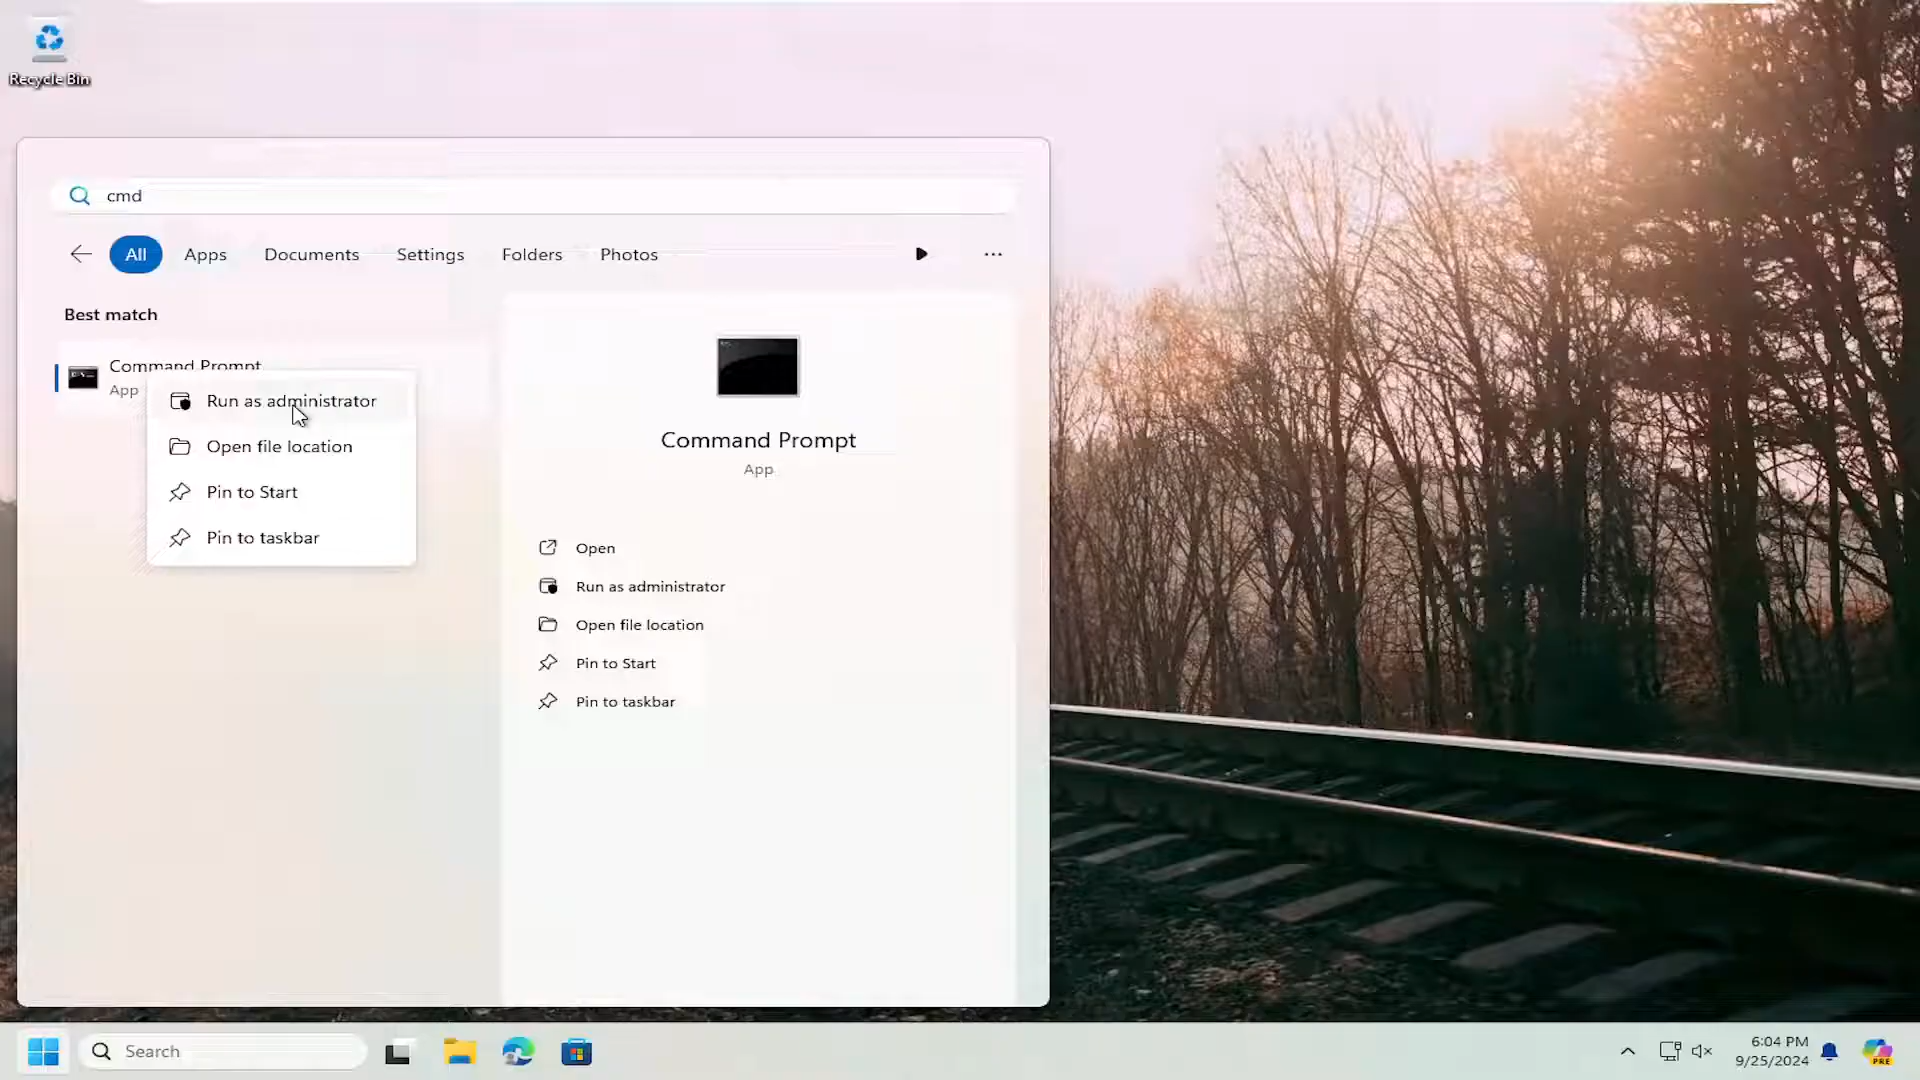 Recycle Bin
cmd
All Apps Documents Settings Folders Photos
Best match
Command Prompt
App
Run as administrator
Open file location
Pin to Start
Pin to taskbar
Command Prompt
App
Open
Run as administrator
Open file location
Pin to Start
Pin to taskbar
Search
6:04 PM
9/25/2024
PRE